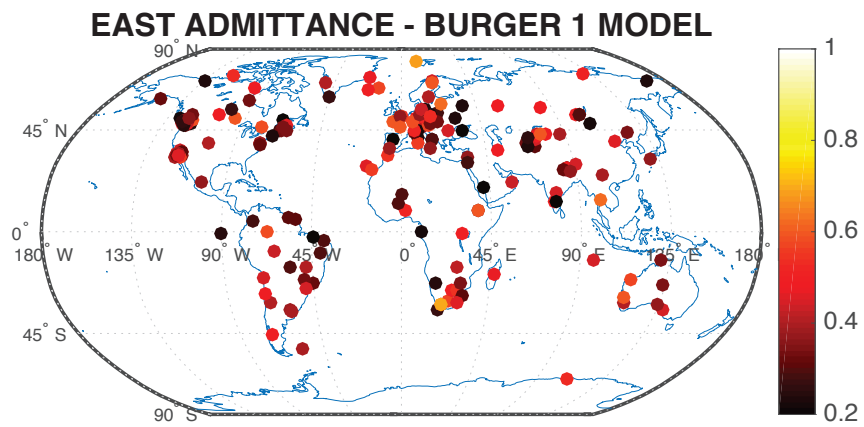 EAST ADMITTANCE - BURGER 1 MODEL
90° N
45° N
0°
180° W
135° W
90° W
45° W
0°
45° E
90° E
135° E
180°
45° S
90° S
1
0.8
0.6
0.4
0.2